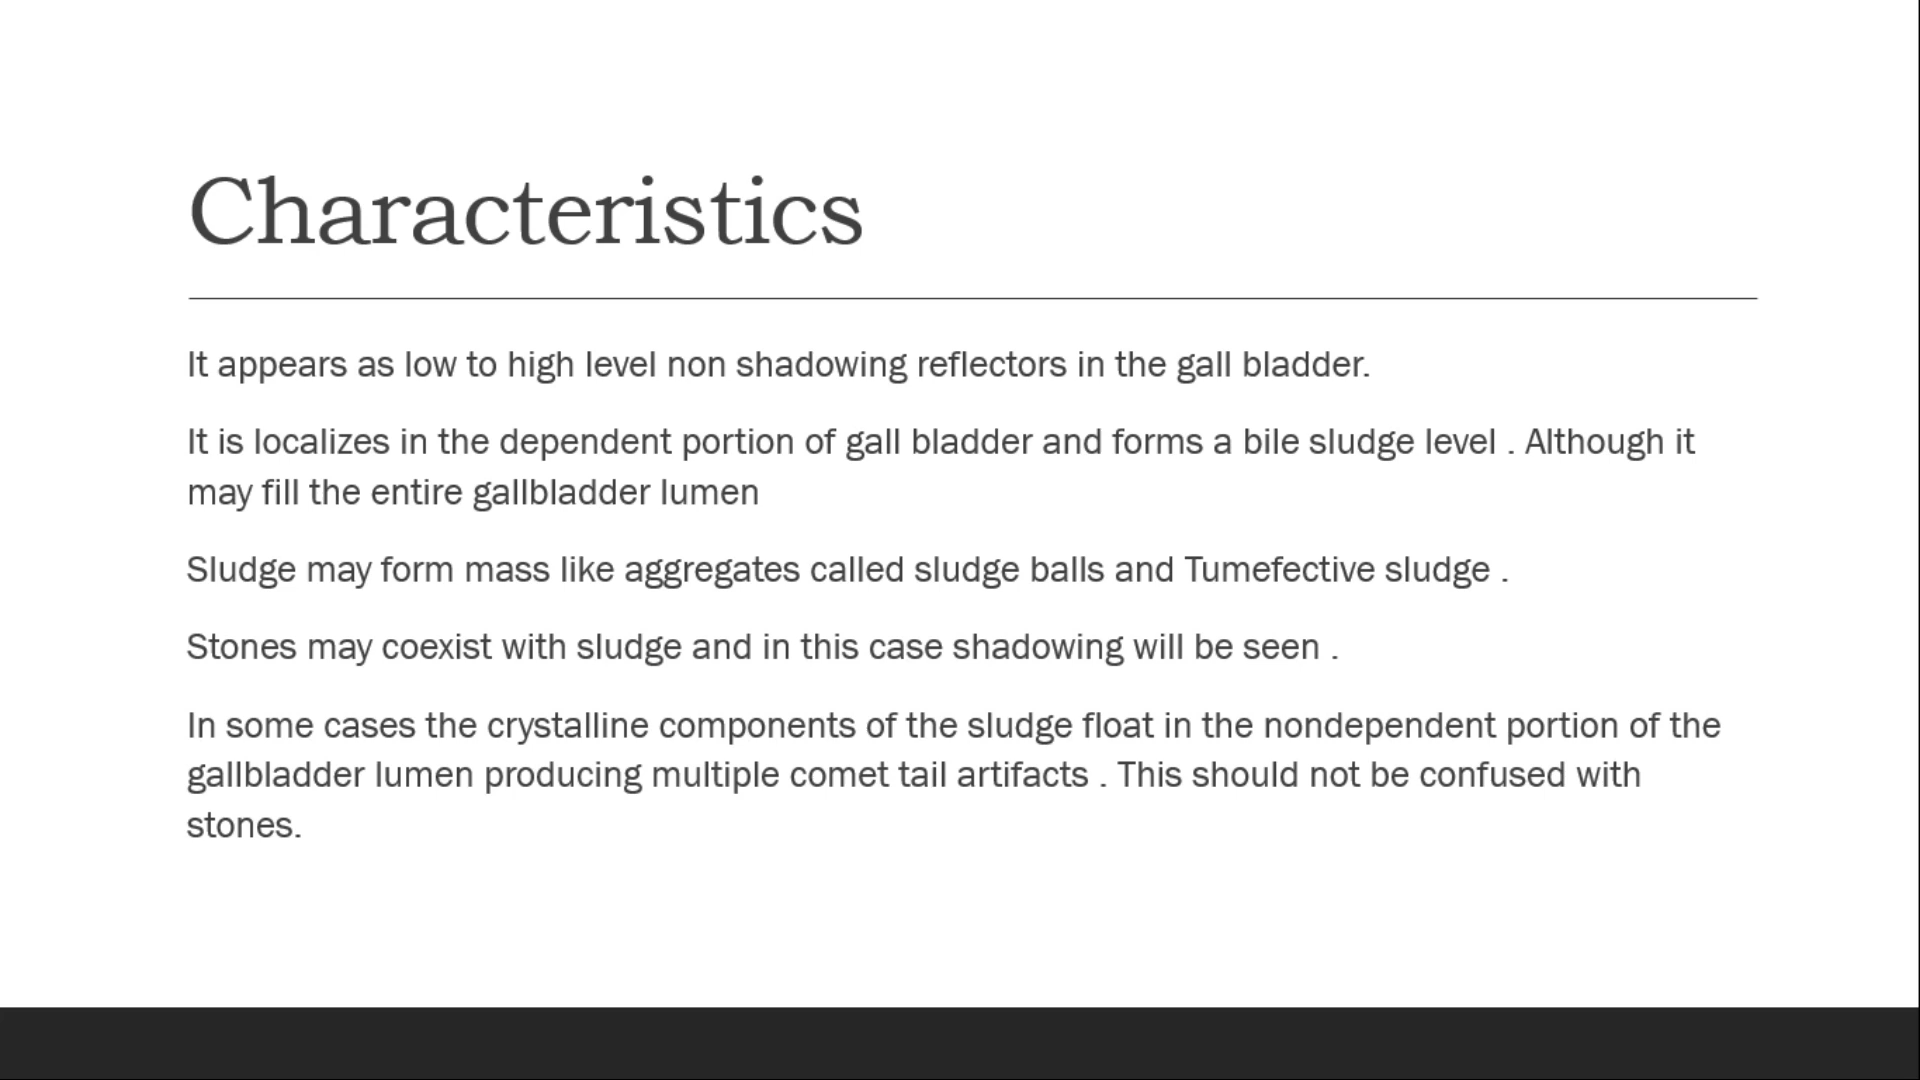 Characteristics
It appears as low to high level non shadowing reflectors in the gall bladder.
It is localizes in the dependent portion of gall bladder and forms a bile sludge level . Although it
may fill the entire gallbladder lumen
Sludge may form mass like aggregates called sludge balls and Tumefective sludge .
Stones may coexist with sludge and in this case shadowing will be seen .
In some cases the crystalline components of the sludge float in the nondependent portion of the
gallbladder lumen producing multiple comet tail artifacts . This should not be confused with
stones.